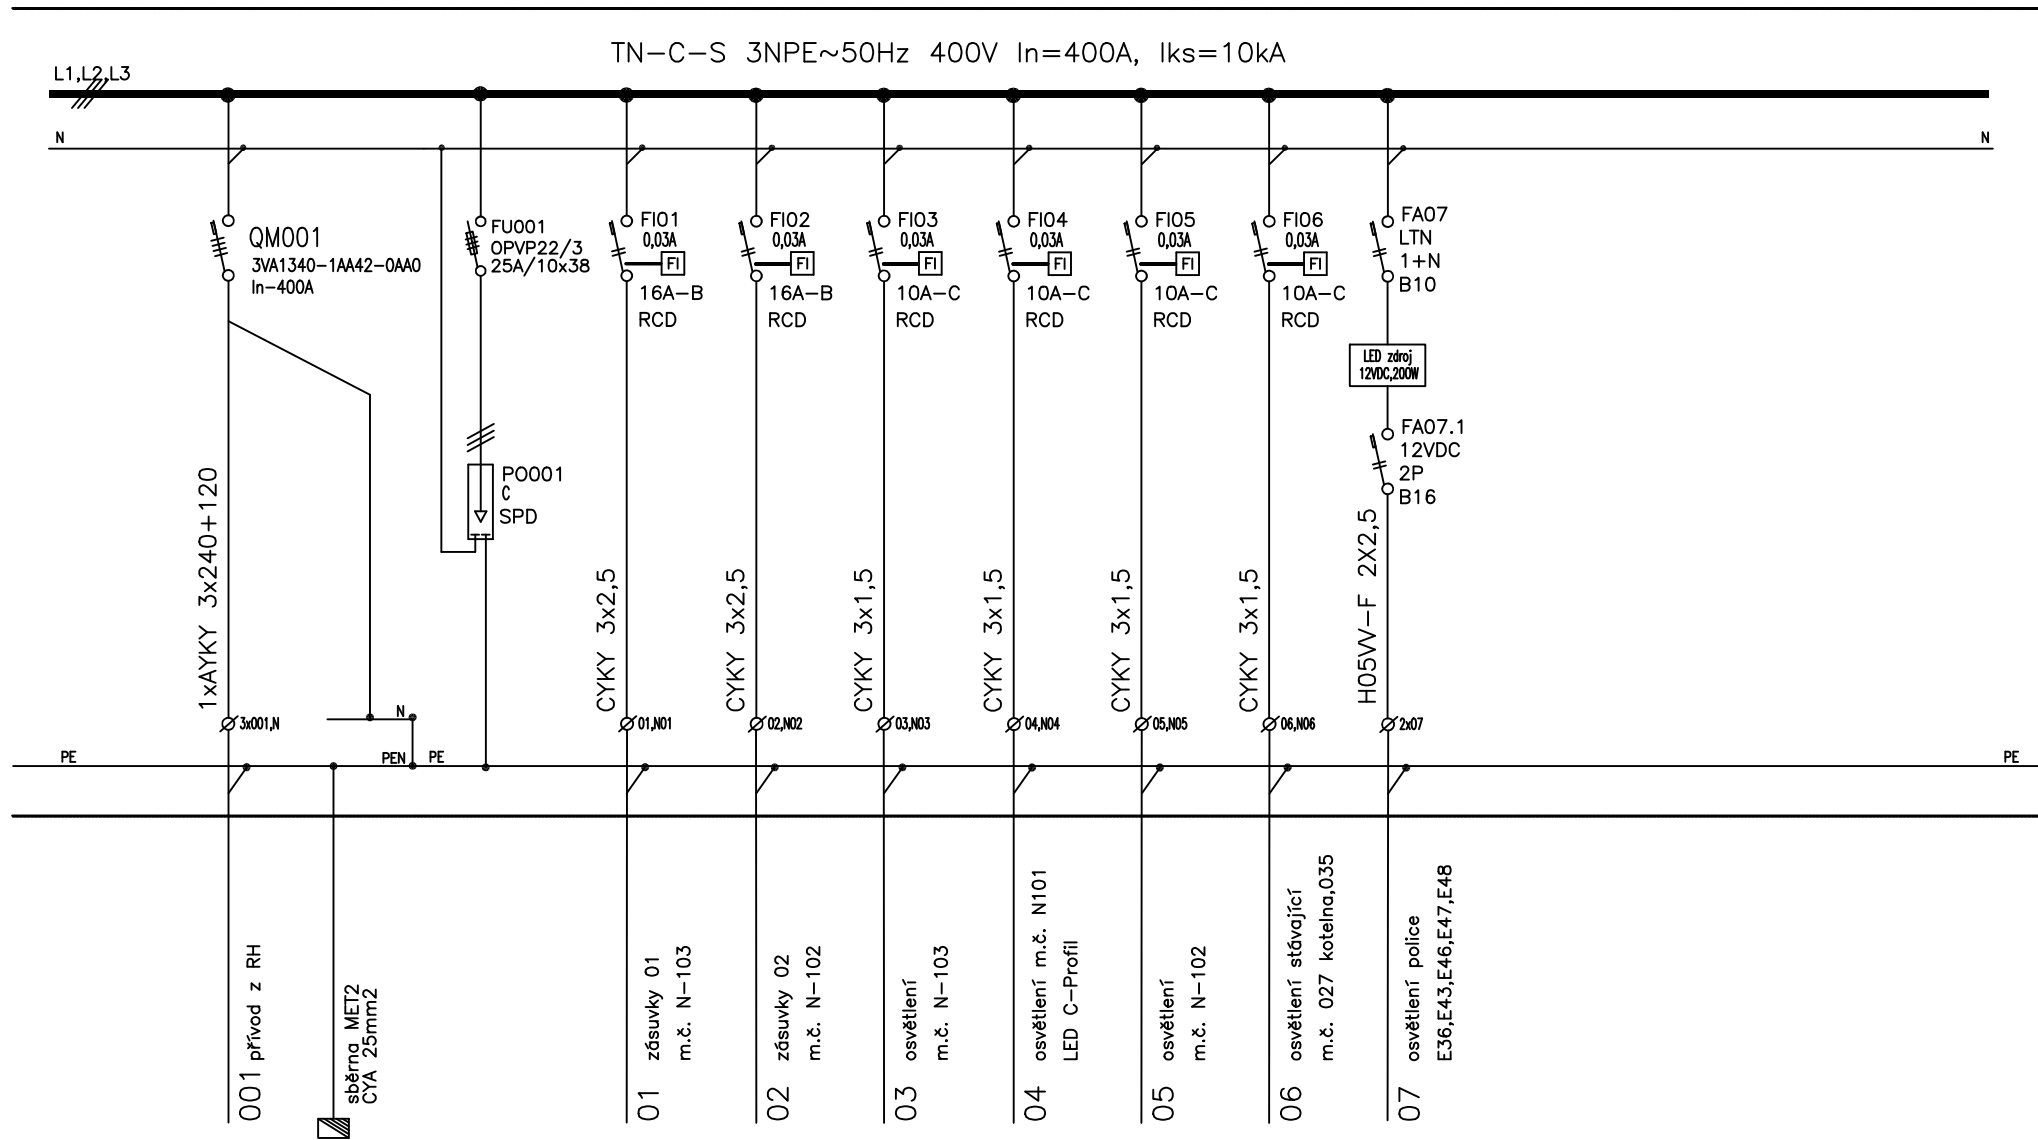 TN-C-S 3NPE~50Hz 400V In=400A, Iks=10kA
L1,L2,L3
N
N
QM001
3VA1340-1AA42-0AA0
In-400A
FU001
OPVP22/3
25A/10x38
FI01
0,03A
FI
16A-B
RCD
FI02
0,03A
FI
16A-B
RCD
FI03
0,03A
FI
10A-C
RCD
FI04
0,03A
FI
10A-C
RCD
FI05
0,03A
FI
10A-C
RCD
FI06
0,03A
FI
10A-C
RCD
FA07
LTN
1+N
B10
LED zdroj
12VDC,200W
FA07.1
12VDC
2P
B16
PO001
C
SPD
1xAYKY 3x240+120
CYKY 3x2,5
CYKY 3x2,5
CYKY 3x1,5
CYKY 3x1,5
CYKY 3x1,5
CYKY 3x1,5
H05VV-F 2X2,5
3x001,N
N
01,N01
02,N02
03,N03
04,N04
05,N05
06,N06
2x07
PE
PEN
PE
PE
001 přívod z RH
sběrna MET2
CYA 25mm2
01
zásuvky 01
m.č. N-103
02
zásuvky 02
m.č. N-102
03
osvětlení
m.č. N-103
04
osvětlení m.č. N101
LED C-Profil
05
osvětlení
m.č. N-102
06
osvětlení stávající
m.č. 027 kotelna,035
07
osvětlení police
E36,E43,E46,E47,E48